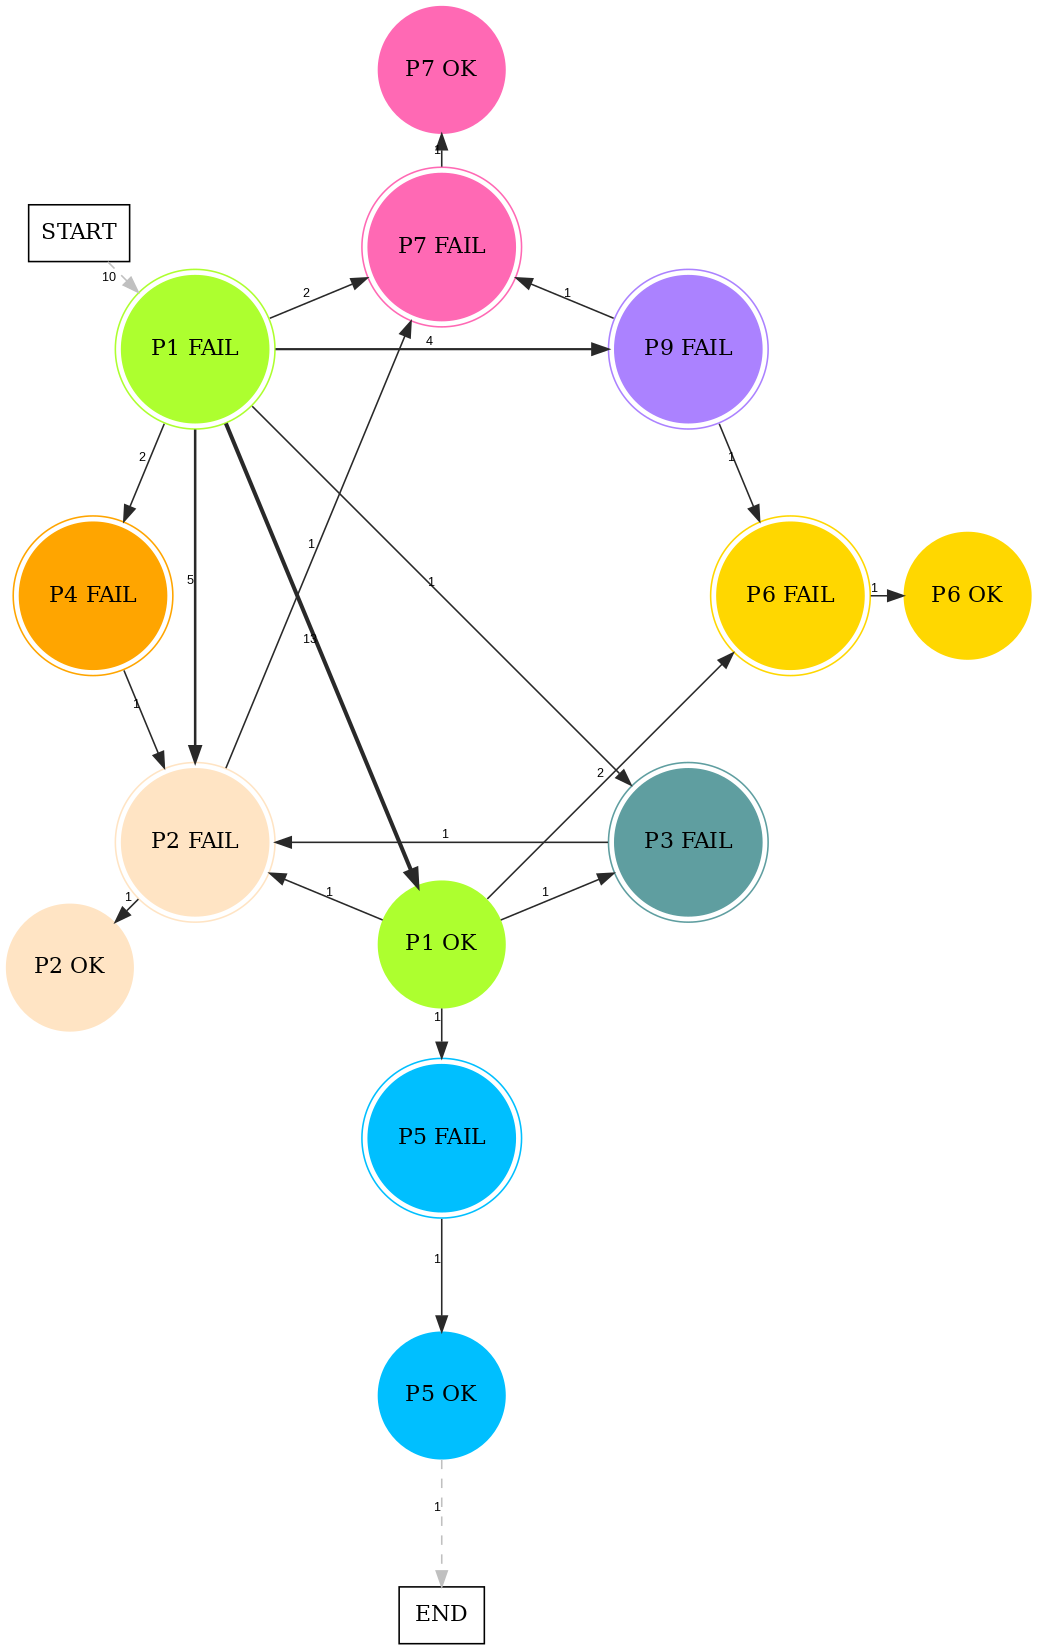 P7 OK
1
P7 FAIL
START
10
2
1
P1 FAIL
4
P9 FAIL
2
1
1
5
1
P4 FAIL
P6 FAIL
1
P6 OK
13
1
2
P2 FAIL
1
P3 FAIL
1
1
1
P2 OK
P1 OK
1
P5 FAIL
1
P5 OK
1
END